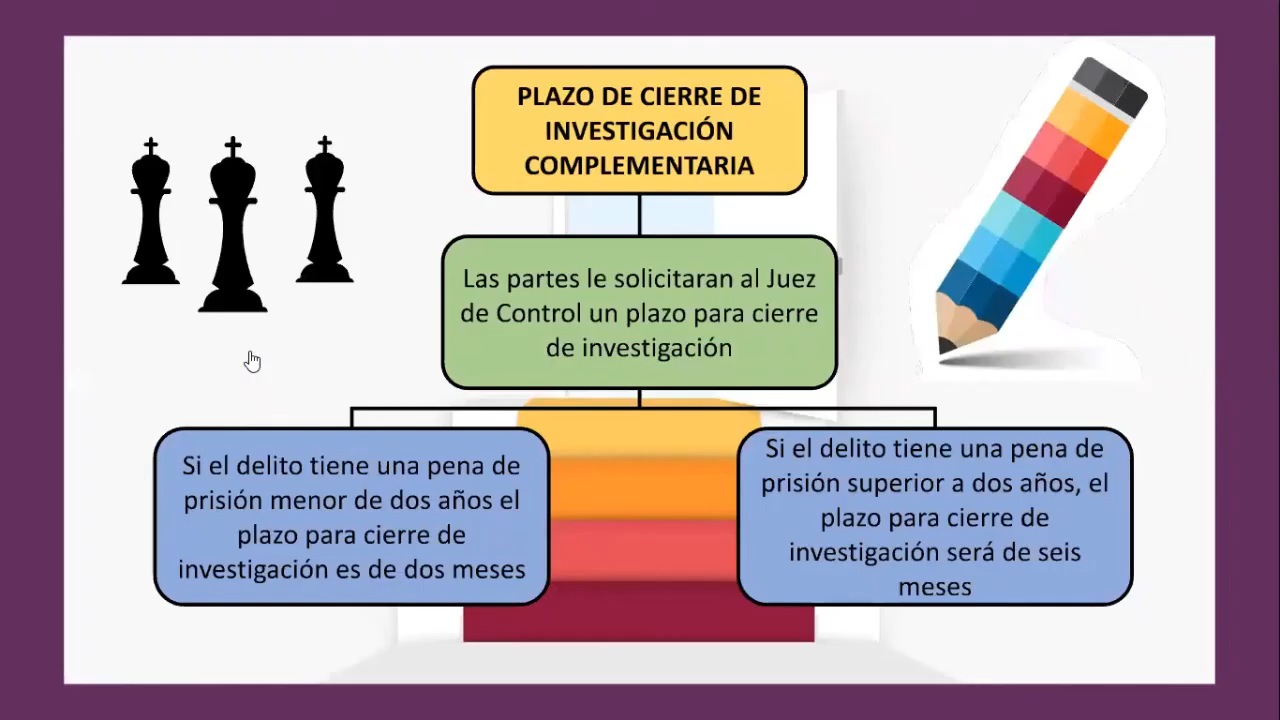 PLAZO DE CIERRE DE
INVESTIGACIÓN
COMPLEMENTARIA
Las partes le solicitaran al Juez
de Control un plazo para cierre
de investigación
Si el delito tiene una pena de
prisión menor de dos años el
plazo para cierre de
investigación es de dos meses
Si el delito tiene una pena de
prisión superior a dos años, el
plazo para cierre de
investigación será de seis
meses